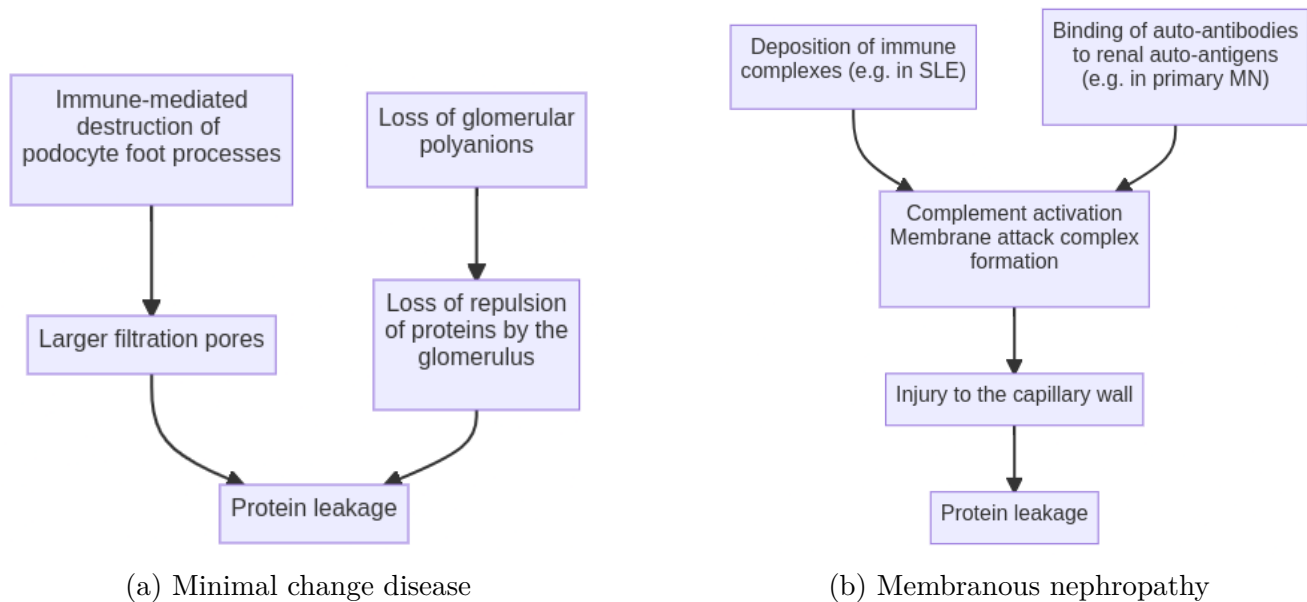 Immune-mediated
destruction of
podocyte foot processes
Loss of glomerular
polyanions
Larger filtration pores
Loss of repulsion
of proteins by the
glomerulus
Protein leakage
(a) Minimal change disease
Deposition of immune
complexes (e.g. in SLE)
Binding of auto-antibodies
to renal auto-antigens
(e.g. in primary MN)
Complement activation
Membrane attack complex
formation
Injury to the capillary wall
Protein leakage
(b) Membranous nephropathy